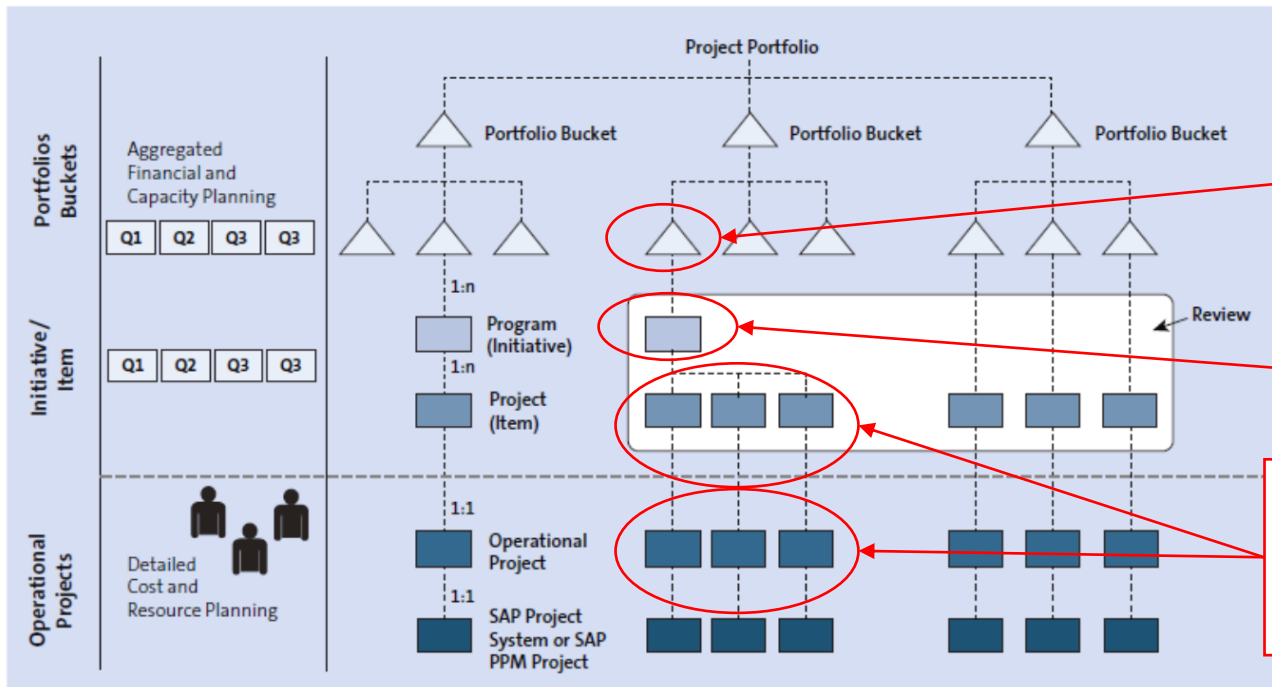 Project Portfolio
Portfolios
Buckets
Aggregated
Financial and
Capacity Planning
Q1 Q2 Q3 Q3
Portfolio Bucket
Portfolio Bucket
Portfolio Bucket
1:n
Initiative/
Item
Q1 Q2 Q3 Q3
Program
(Initiative)
1:n
Project
(Item)
Review
Operational
Projects
Detailed
Cost and
Resource Planning
1:1
Operational
Project
1:1
SAP Project
System or SAP
PPM Project